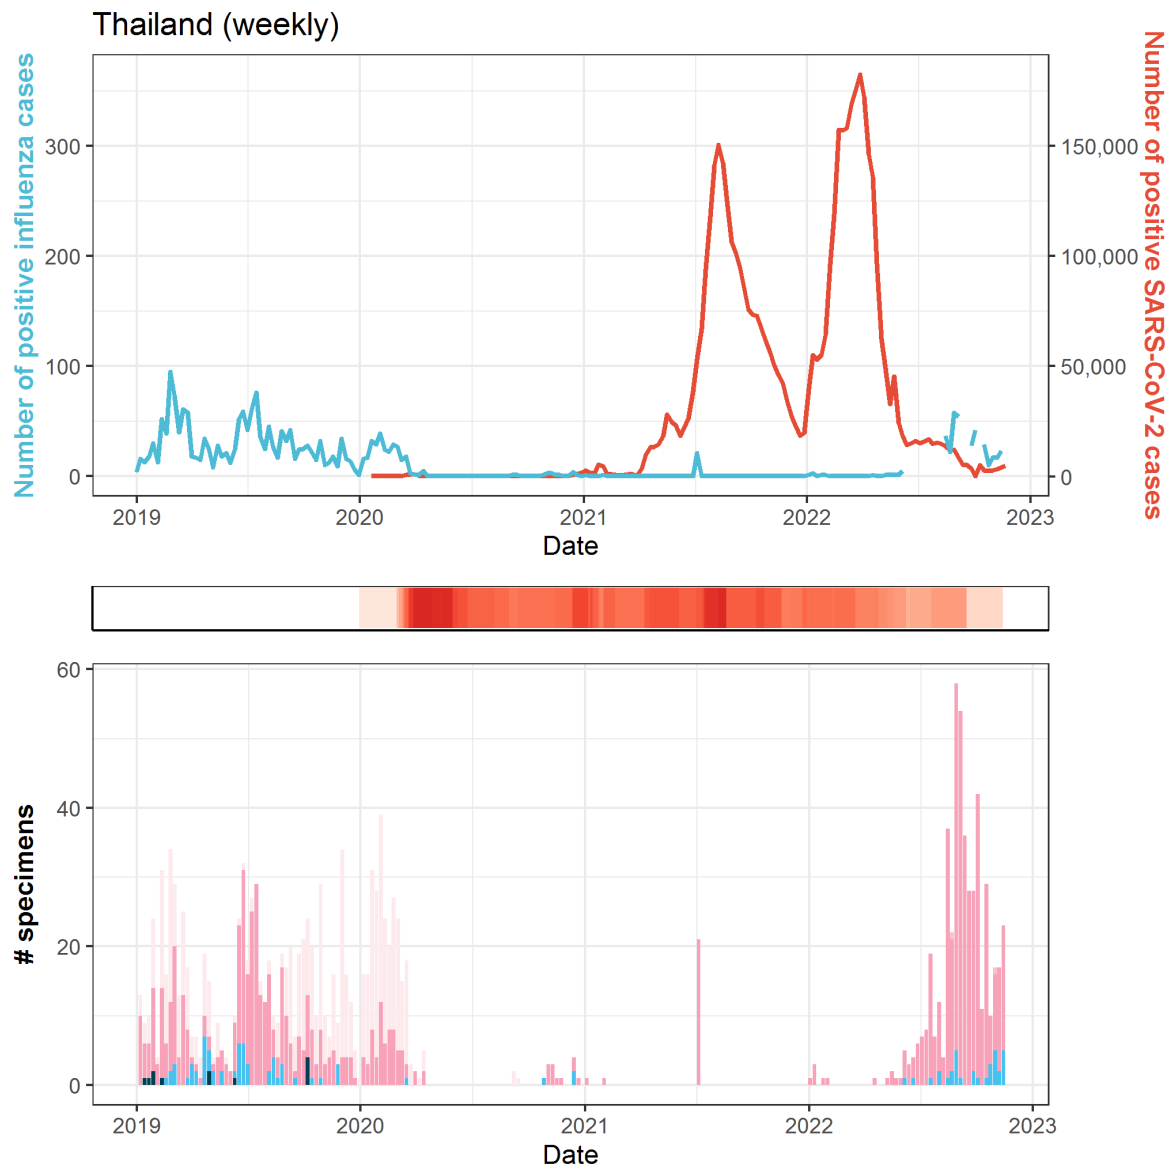 Thailand (weekly)
Number of positive influenza cases
300
200
100
0
150,000
100,000
50,000
0
Number of positive SARS-CoV-2 cases
2019 2020 2021 2022 2023
Date
# specimens
60
40
20
0
2019 2020 2021 2022 2023
Date